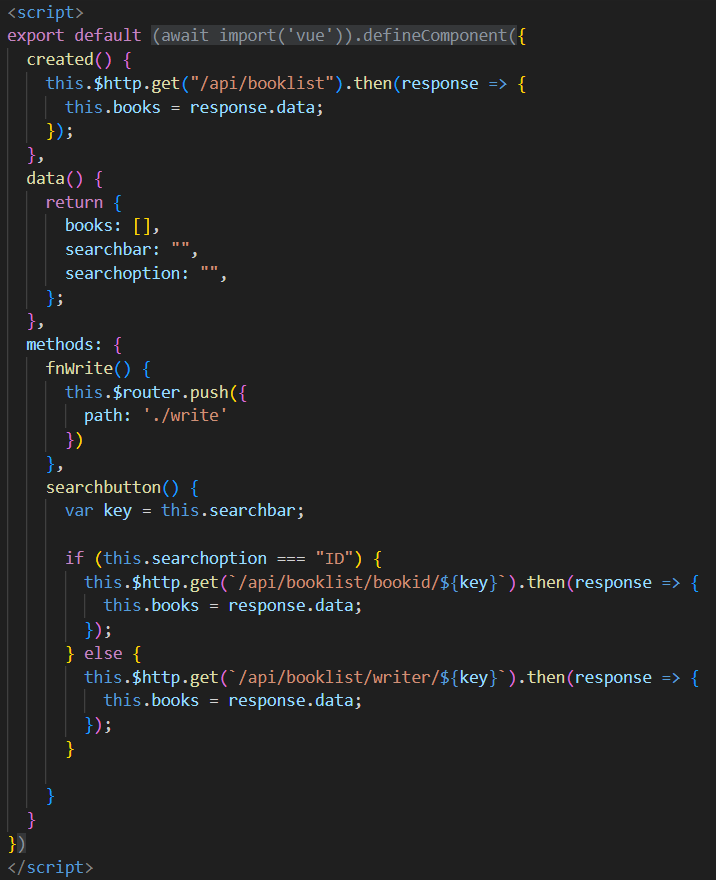 <script>
export default (await import('vue')).defineComponent({
  created() {
    this.$http.get("/api/booklist").then(response => {
      this.books = response.data;
    });
  },
  data() {
    return {
      books: [],
      searchbar: "",
      searchoption: "",
    };
  },
  methods: {
    fnWrite() {
      this.$router.push({
        path: './write'
      })
    },
    searchbutton() {
      var key = this.searchbar;

      if (this.searchoption === "ID") {
        this.$http.get(`/api/booklist/bookid/${key}`).then(response => {
          this.books = response.data;
        });
      } else {
        this.$http.get(`/api/booklist/writer/${key}`).then(response => {
          this.books = response.data;
        });
      }

    }
  }
})
</script>